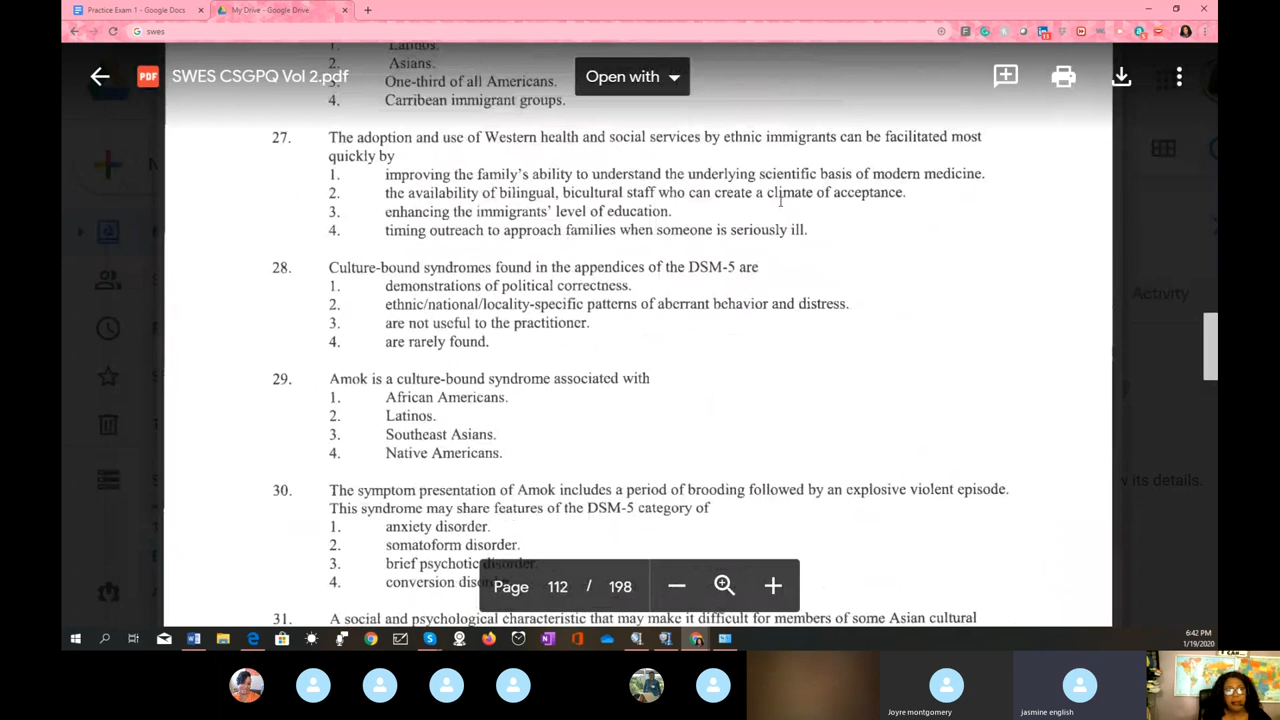 Practice Exam 1 - Google Docs
My Drive - Google Drive
swes
SWES CSGPQ Vol 2.pdf
Open with
1. Latinos.
2. Asians.
3. One-third of all Americans.
4. Carribean immigrant groups.
27. The adoption and use of Western health and social services by ethnic immigrants can be facilitated most
quickly by
1. improving the family's ability to understand the underlying scientific basis of modern medicine.
2. the availability of bilingual, bicultural staff who can create a climate of acceptance.
3. enhancing the immigrants' level of education.
4. timing outreach to approach families when someone is seriously ill.
28. Culture-bound syndromes found in the appendices of the DSM-5 are
1. demonstrations of political correctness.
2. ethnic/national/locality-specific patterns of aberrant behavior and distress.
3. are not useful to the practitioner.
4. are rarely found.
Activity
29. Amok is a culture-bound syndrome associated with
1. African Americans.
2. Latinos.
3. Southeast Asians.
4. Native Americans.
its details.
30. The symptom presentation of Amok includes a period of brooding followed by an explosive violent episode.
This syndrome may share features of the DSM-5 category of
1. anxiety disorder.
2. somatoform disorder.
3. brief psychotic disorder.
4. conversion
Page 112 / 198
31. A social and psychological characteristic that may make it difficult for members of some Asian cultural
6:42 PM
1/19/2020
I CAN
Joyre montgomery
jasmine english